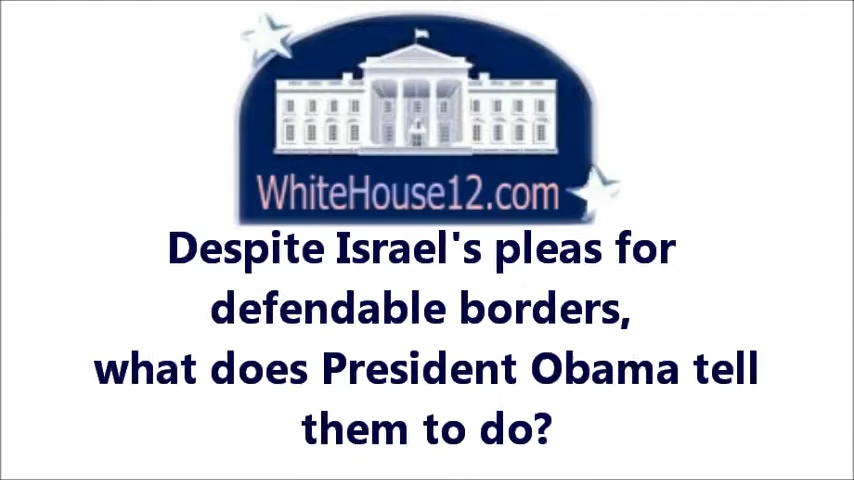 WhiteHouse12.com
Despite Israel's pleas for
defendable borders,
what does President Obama tell
them to do?